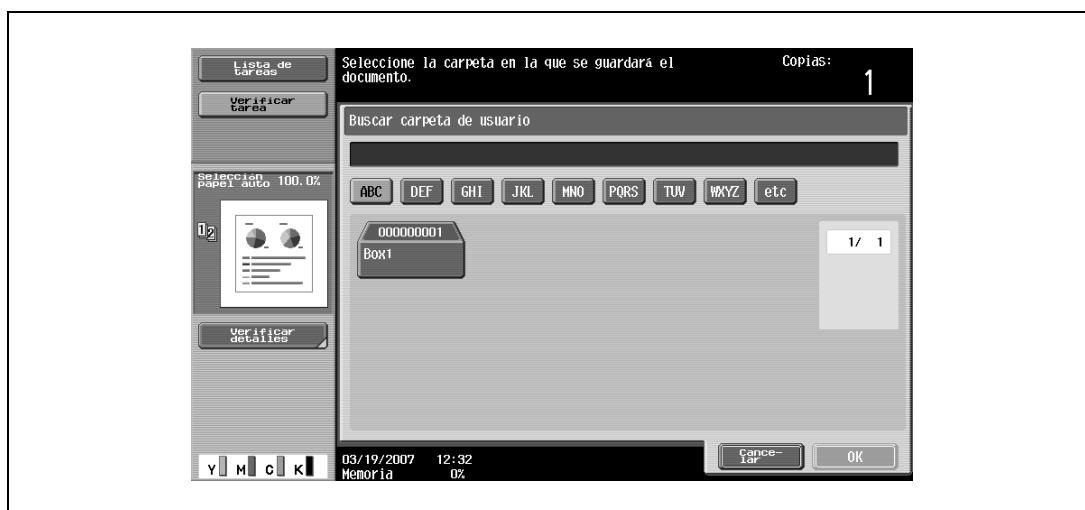 Lista de
tareas
Verificar
tarea
Selección
papel auto 100.0%
12
Verificar
detalles
Y M C K
Seleccione la carpeta en la que se guardará el
documento.
Copias:
1
Buscar carpeta de usuario
ABC DEF GHI JKL MNO PQRS TUV WXYZ etc
000000001
Box1
1/ 1
03/19/2007 12:32
Memoria 0%
Cance-
lar
OK